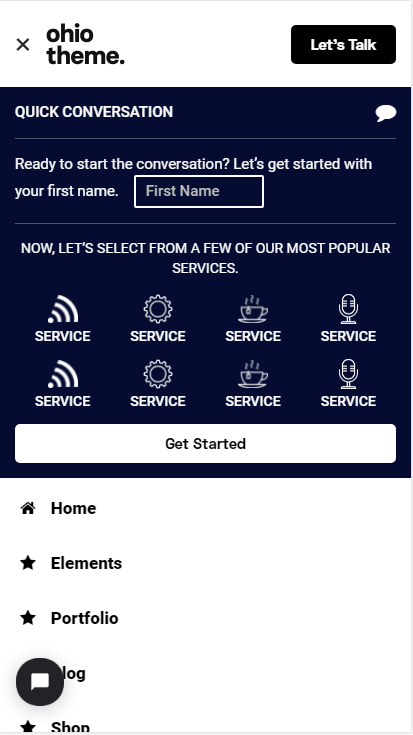 ohio
theme.
Let's Talk
QUICK CONVERSATION
Ready to start the conversation? Let's get started with
your first name. First Name
NOW, LET'S SELECT FROM A FEW OF OUR MOST POPULAR
SERVICES.
SERVICE SERVICE SERVICE SERVICE
SERVICE SERVICE SERVICE SERVICE
Get Started
Home
Elements
Portfolio
log
Shop